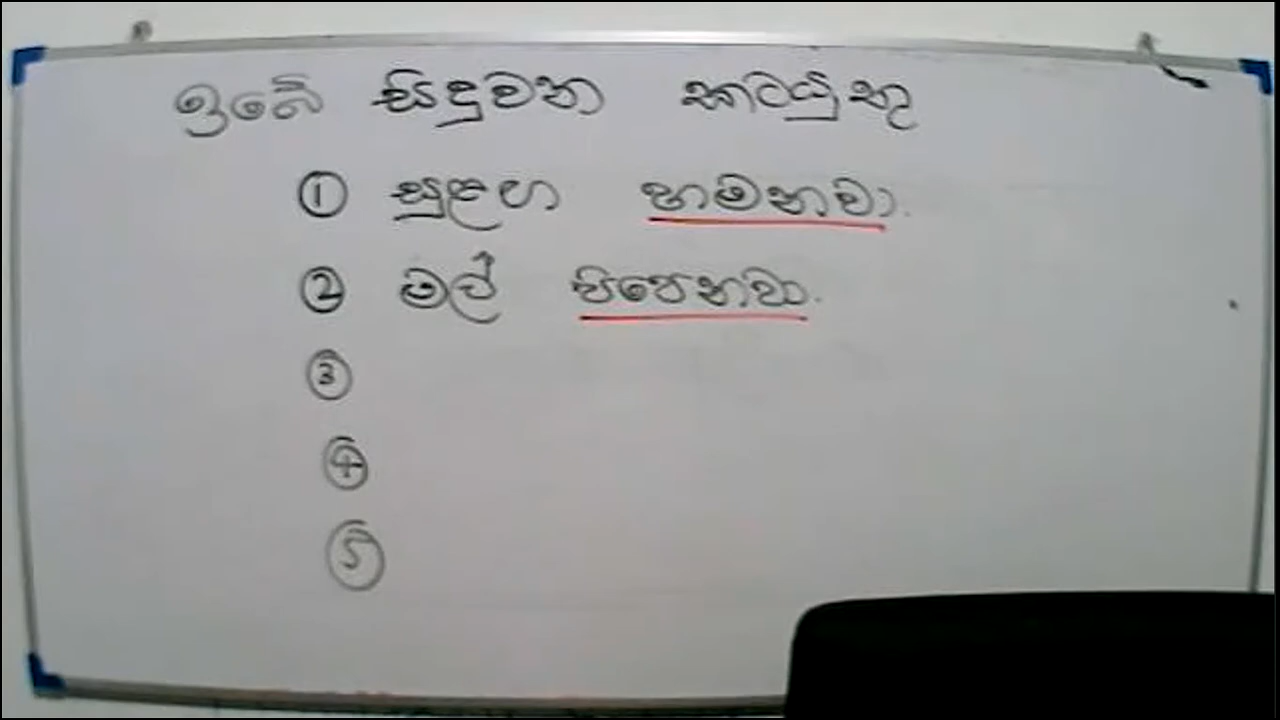 ඉබේ සිදුවන කටයුතු
① සුළඟ හමනවා.
② මල් පිපෙනවා.
③
④
⑤